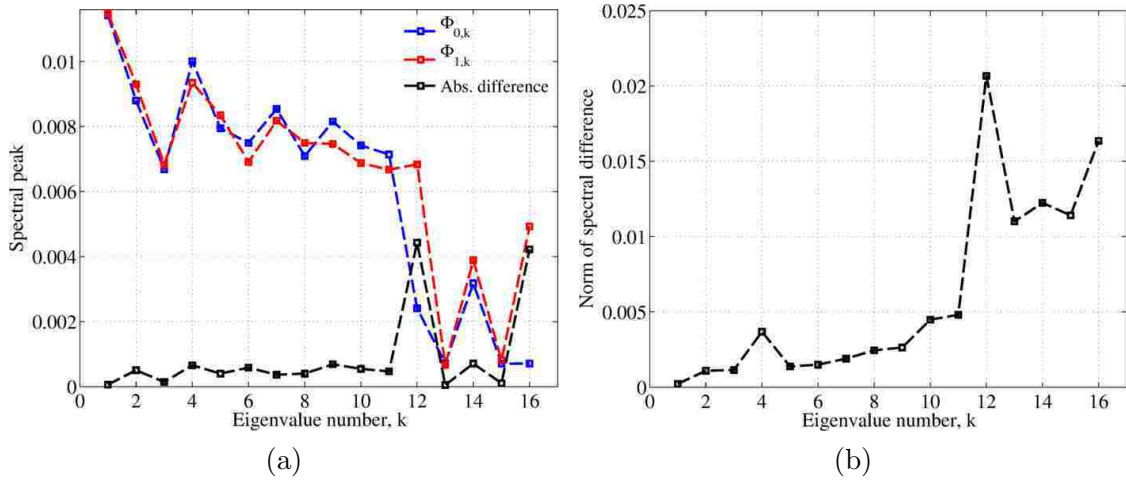 0.01
0.008
0.006
0.004
0.002
0
Spectral peak
Φ0,k
Φ1,k
Abs. difference
0 2 4 6 8 10 12 14 16
Eigenvalue number, k
(a)
0.025
0.02
0.015
0.01
0.005
0
Norm of spectral difference
0 2 4 6 8 10 12 14 16
Eigenvalue number, k
(b)